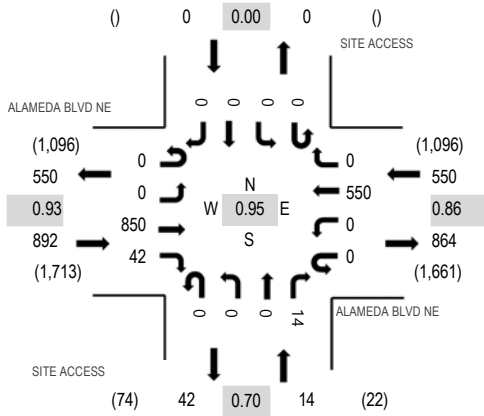 () 0 0.00 0 ()
SITE ACCESS
0 0 0 0
ALAMEDA BLVD NE
(1,096) 0 0 (1,096)
550 550 550
0 N
0.93 W 0.95 E 0 0.86
850 S
892 42 0 864
(1,713) (1,661)
0 0 0 14
ALAMEDA BLVD NE
SITE ACCESS
(74) 42 0.70 14 (22)